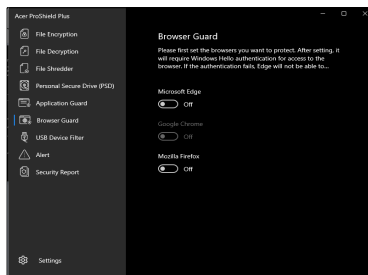 Acer ProShield Plus
File Encryption
File Decryption
File Shredder
Personal Secure Drive (PSD)
Application Guard
Browser Guard
USB Device Filter
Alert
Security Report
Settings
Browser Guard
Please first set the browsers you want to protect. After setting, it
will require Windows Hello authentication for access to the
browser. If the authentication fails, Edge will not be able to...
Microsoft Edge
Off
Google Chrome
Off
Mozilla Firefox
Off